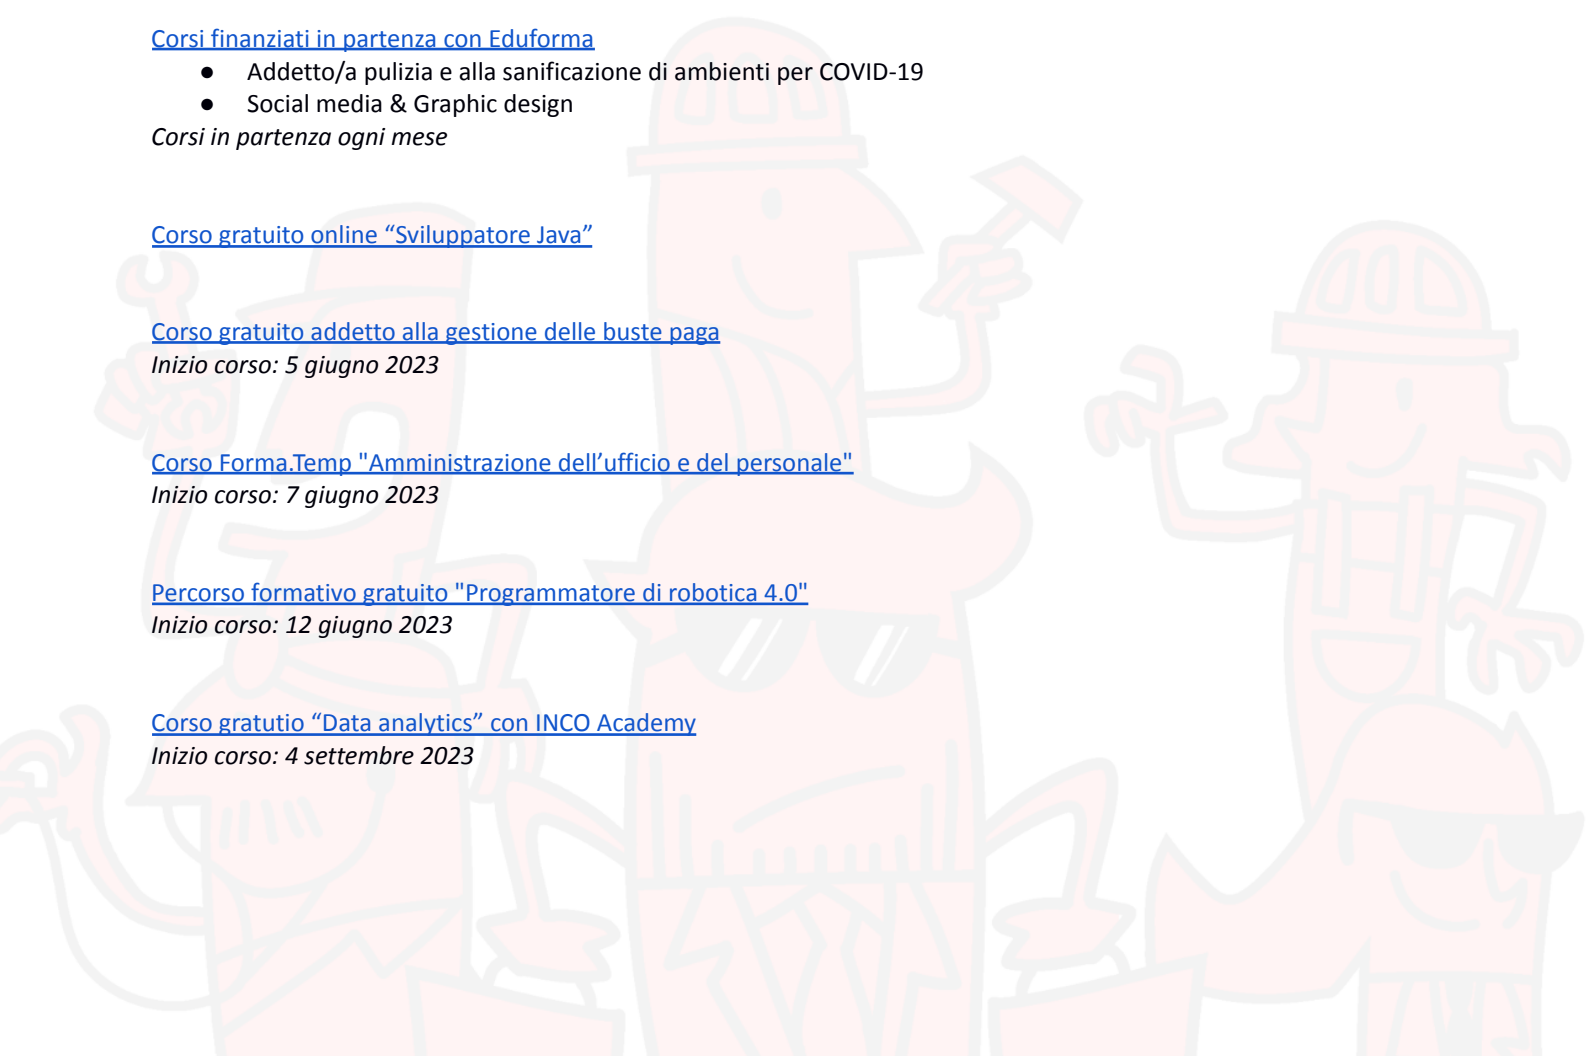 Corsi finanziati in partenza con Eduforma
● Addetto/a pulizia e alla sanificazione di ambienti per COVID-19
● Social media & Graphic design
Corsi in partenza ogni mese
Corso gratuito online “Sviluppatore Java”
Corso gratuito addetto alla gestione delle buste paga
Inizio corso: 5 giugno 2023
Corso Forma.Temp "Amministrazione dell’ufficio e del personale"
Inizio corso: 7 giugno 2023
Percorso formativo gratuito "Programmatore di robotica 4.0"
Inizio corso: 12 giugno 2023
Corso gratutio “Data analytics” con INCO Academy
Inizio corso: 4 settembre 2023